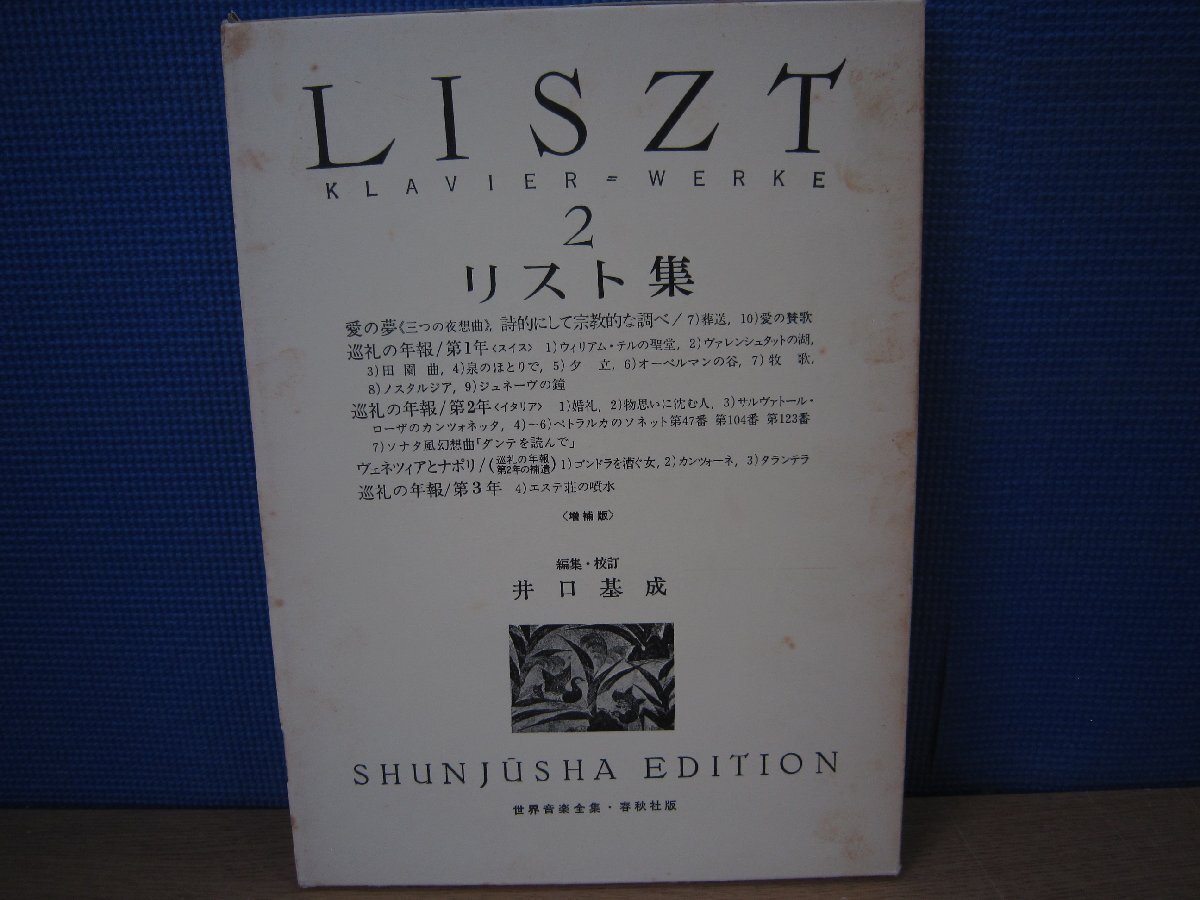 LISZT
KLAVIER=WERKE
2
リスト集
愛の夢《三つの夜想曲》, 詩的にして宗教的な調べ/ 7)葬送, 10)愛の賛歌
巡礼の年報/第1年〈スイス〉 1)ウィリアム・テルの聖堂, 2)ヴァレンシュタットの湖,
3)田園曲, 4)泉のほとりで, 5)夕立, 6)オーベルマンの谷, 7)牧歌,
8)ノスタルジア, 9)ジュネーヴの鐘
巡礼の年報/第2年〈イタリア〉 1)婚礼, 2)物思いに沈む人, 3)サルヴァトール・
ローザのカンツォネッタ, 4)〜6)ペトラルカのソネット第47番 第104番 第123番
7)ソナタ風幻想曲「ダンテを読んで」
ヴェネツィアとナポリ/(巡礼の年報第2年の補遺) 1)ゴンドラを漕ぐ女, 2)カンツォーネ, 3)タランテラ
巡礼の年報/第3年 4)エステ荘の噴水
〈増補版〉
編集・校訂
井口基成
SHUNJŪSHA EDITION
世界音楽全集・春秋社版